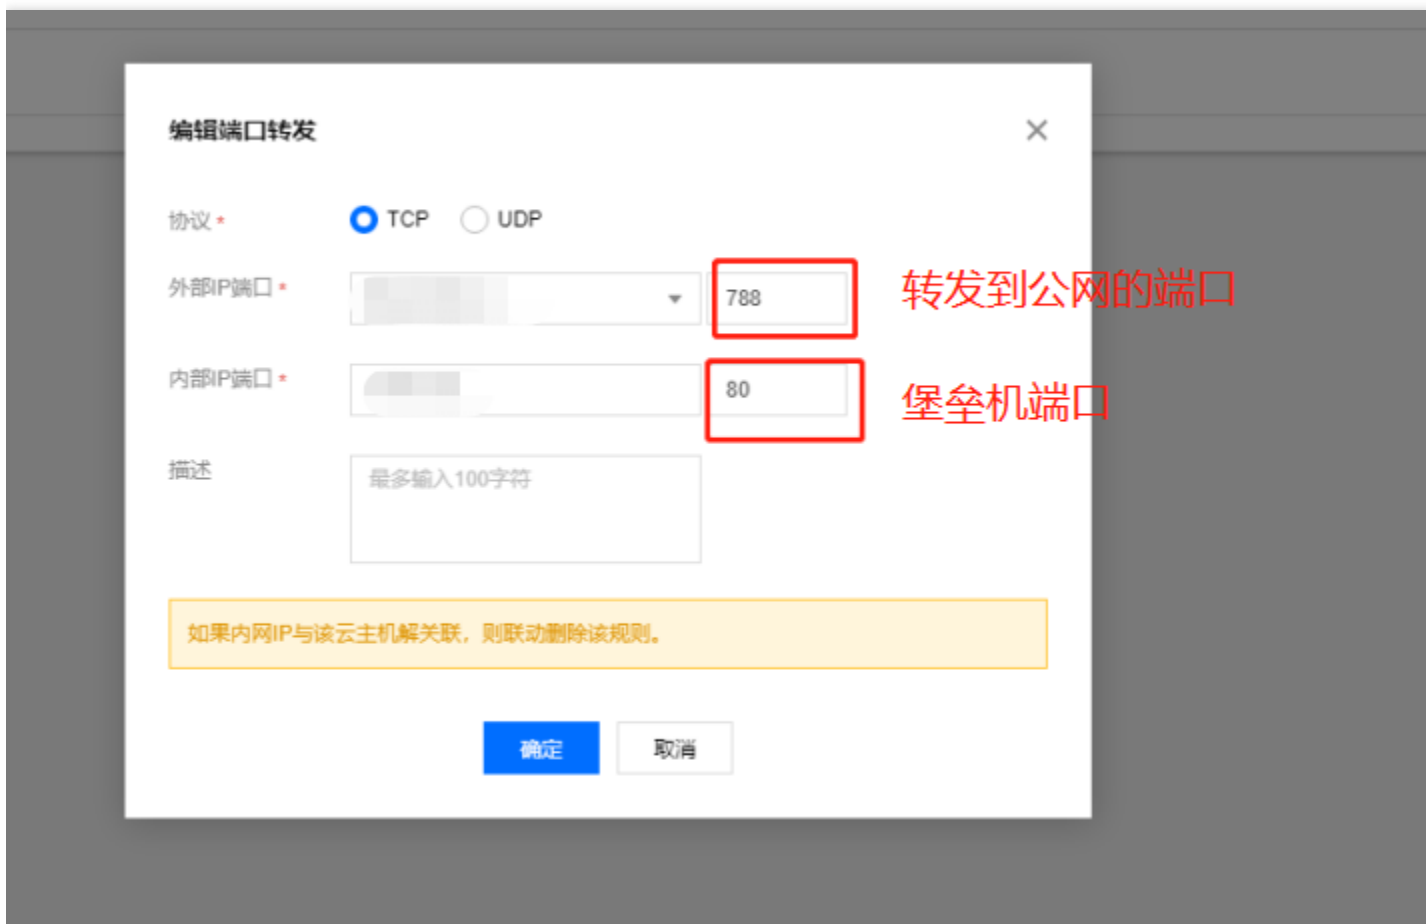 编辑端口转发
协议 * TCP UDP
外部IP端口 * 788 转发到公网的端口
内部IP端口 * 80 堡垒机端口
描述 最多输入100字符
如果内网IP与该云主机解关联，则联动删除该规则。
确定 取消